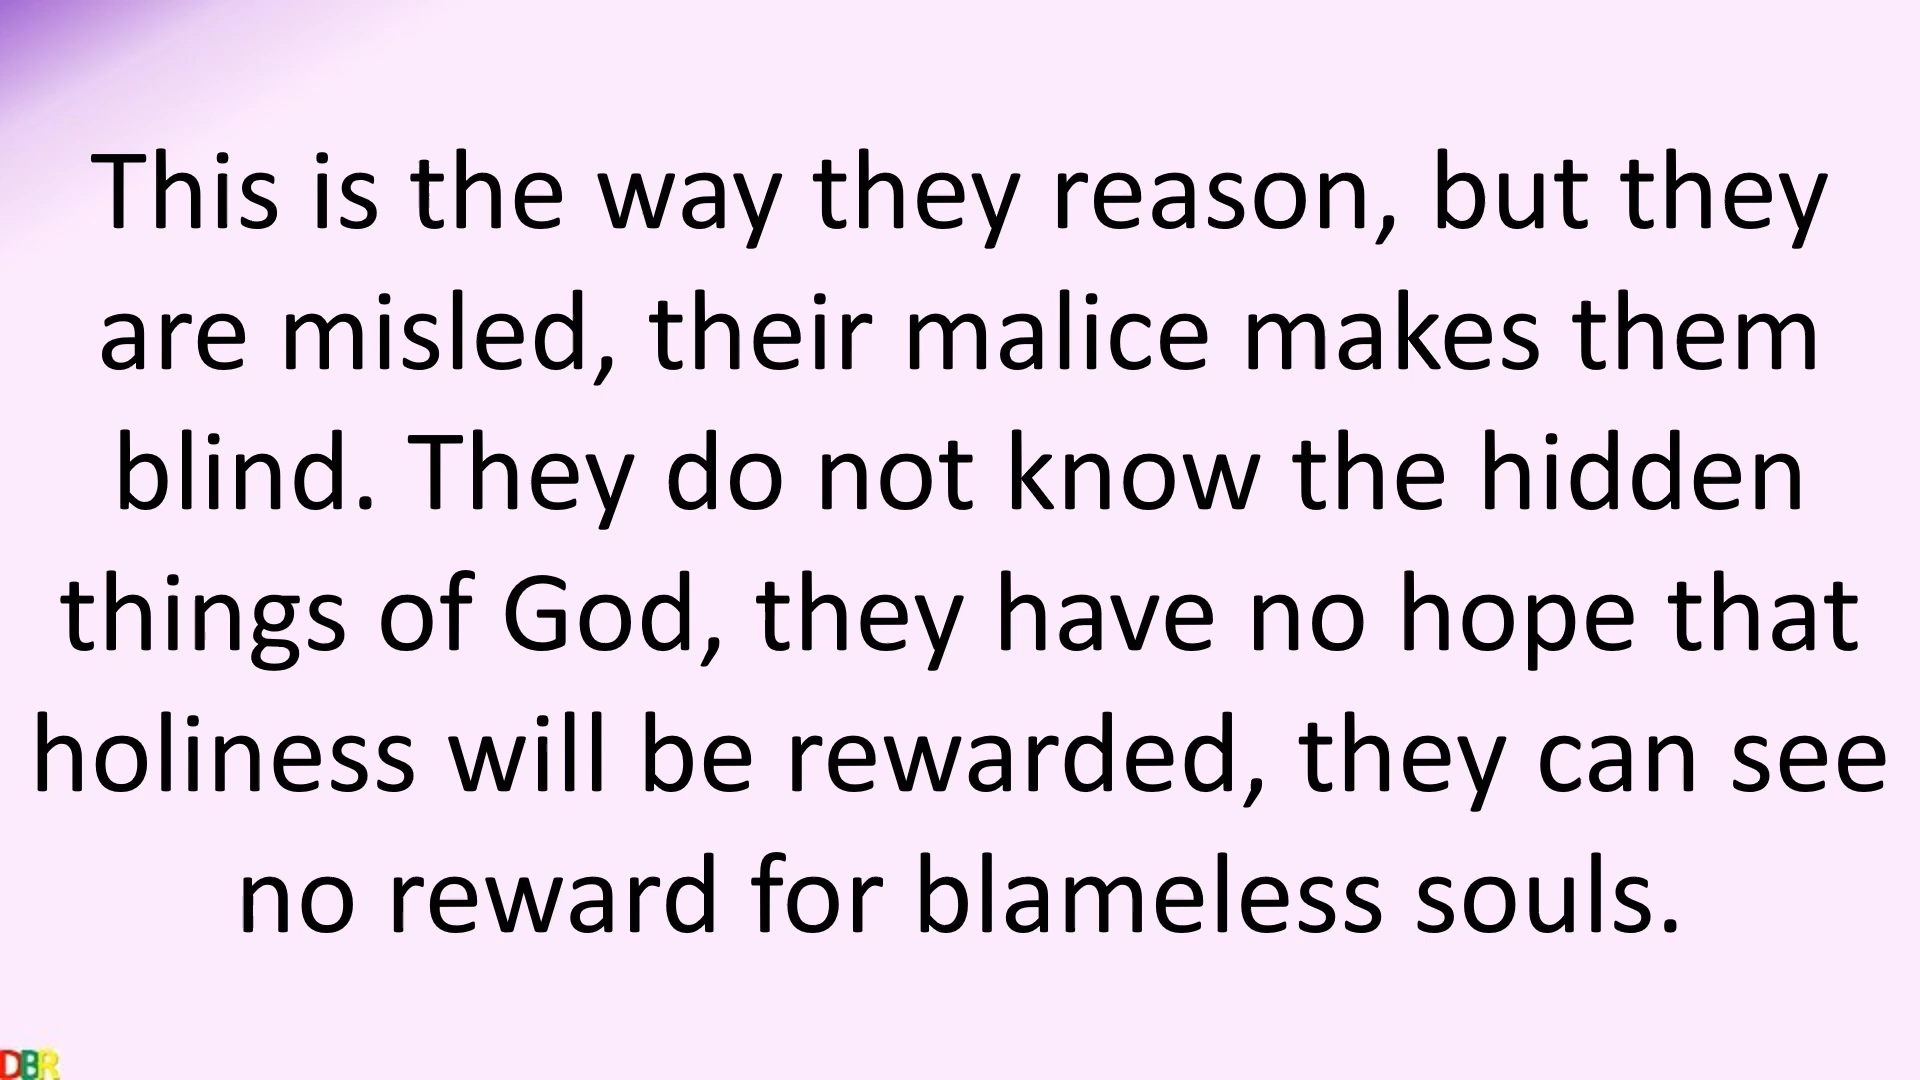 This is the way they reason, but they
are misled, their malice makes them
blind. They do not know the hidden
things of God, they have no hope that
holiness will be rewarded, they can see
no reward for blameless souls.
DBR